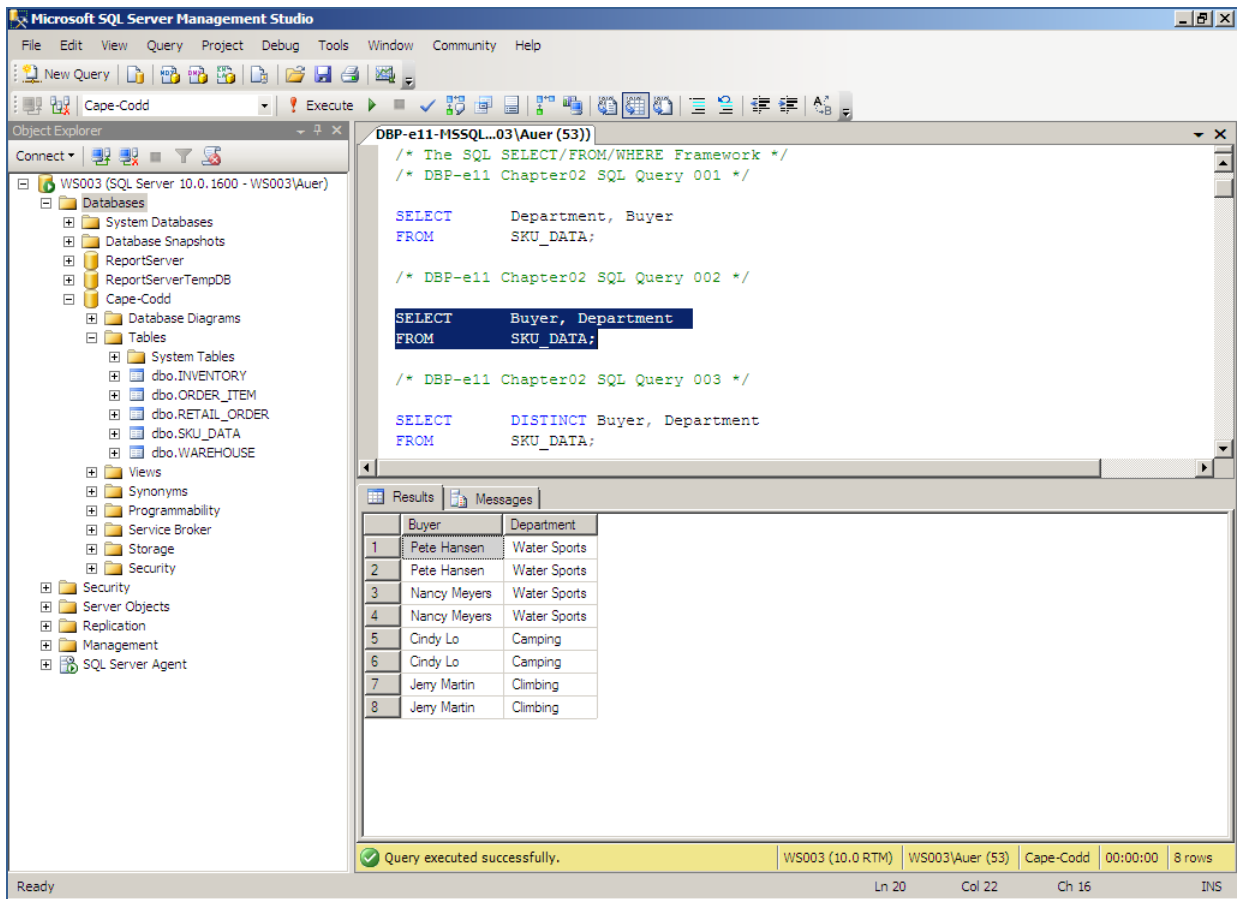 Microsoft SQL Server Management Studio
File Edit View Query Project Debug Tools Window Community Help
New Query
Cape-Codd Execute
Object Explorer
Connect
WS003 (SQL Server 10.0.1600 - WS003\Auer)
Databases
System Databases
Database Snapshots
ReportServer
ReportServerTempDB
Cape-Codd
Database Diagrams
Tables
System Tables
dbo.INVENTORY
dbo.ORDER_ITEM
dbo.RETAIL_ORDER
dbo.SKU_DATA
dbo.WAREHOUSE
Views
Synonyms
Programmability
Service Broker
Storage
Security
Security
Server Objects
Replication
Management
SQL Server Agent
DBP-e11-MSSQL...03\Auer (53))
/* The SQL SELECT/FROM/WHERE Framework */
/* DBP-e11 Chapter02 SQL Query 001 */
SELECT Department, Buyer
FROM SKU_DATA;
/* DBP-e11 Chapter02 SQL Query 002 */
SELECT Buyer, Department
FROM SKU_DATA;
/* DBP-e11 Chapter02 SQL Query 003 */
SELECT DISTINCT Buyer, Department
FROM SKU_DATA;
Results Messages
Buyer Department
1 Pete Hansen Water Sports
2 Pete Hansen Water Sports
3 Nancy Meyers Water Sports
4 Nancy Meyers Water Sports
5 Cindy Lo Camping
6 Cindy Lo Camping
7 Jerry Martin Climbing
8 Jerry Martin Climbing
Query executed successfully. WS003 (10.0 RTM) WS003\Auer (53) Cape-Codd 00:00:00 8 rows
Ready Ln 20 Col 22 Ch 16 INS